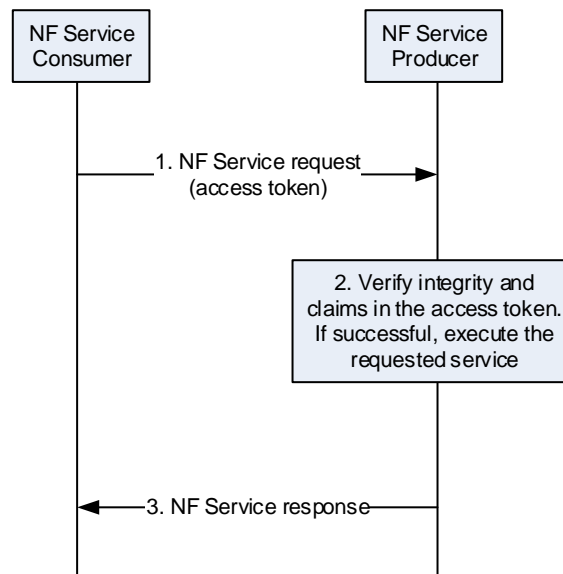 NF Service
Consumer
NF Service
Producer
1. NF Service request
(access token)
2. Verify integrity and
claims in the access token.
If successful, execute the
requested service
3. NF Service response